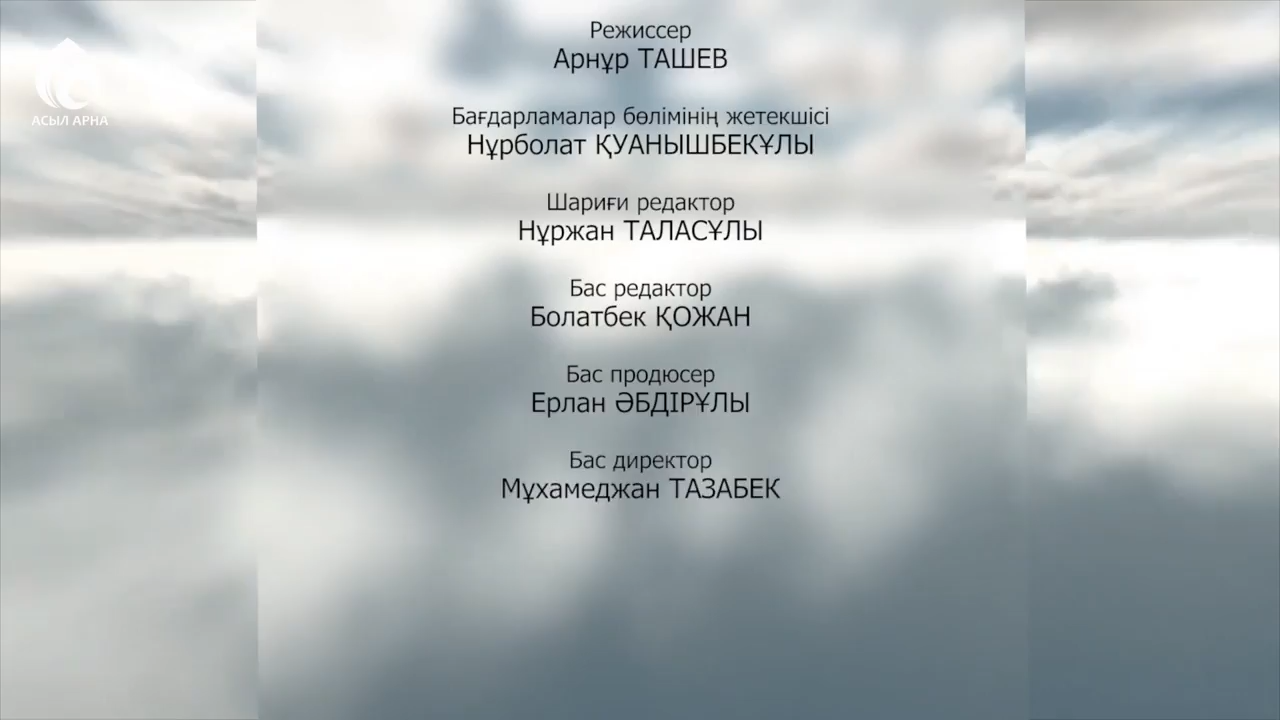 Режиссер
Арнұр ТАШЕВ
АСЫЛ АРНА
Бағдарламалар бөлімінің жетекшісі
Нұрболат ҚУАНЫШБЕКҰЛЫ
Шариғи редактор
Нұржан ТАЛАСҰЛЫ
Бас редактор
Болатбек ҚОЖАН
Бас продюсер
Ерлан ӘБДІРҰЛЫ
Бас директор
Мұхамеджан ТАЗАБЕК